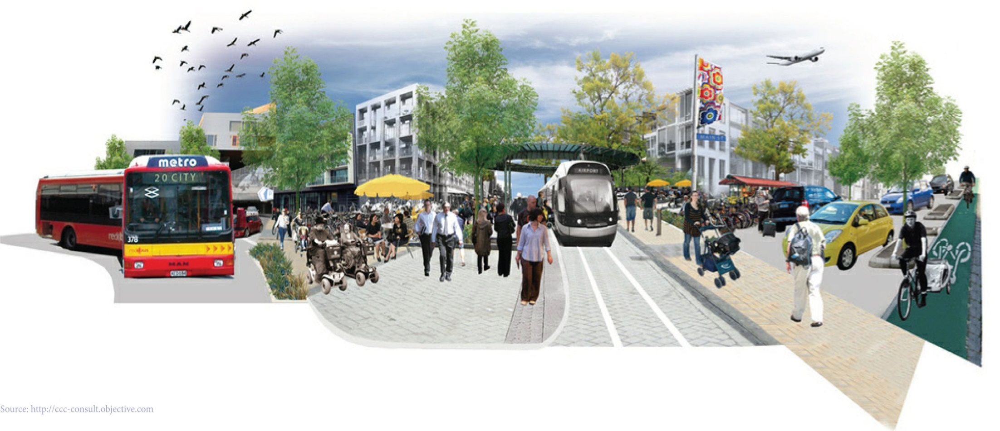 metro
20 CITY
378
MAN
AIRPORT
MAIN ST
Source: http://ccc-consult.objective.com